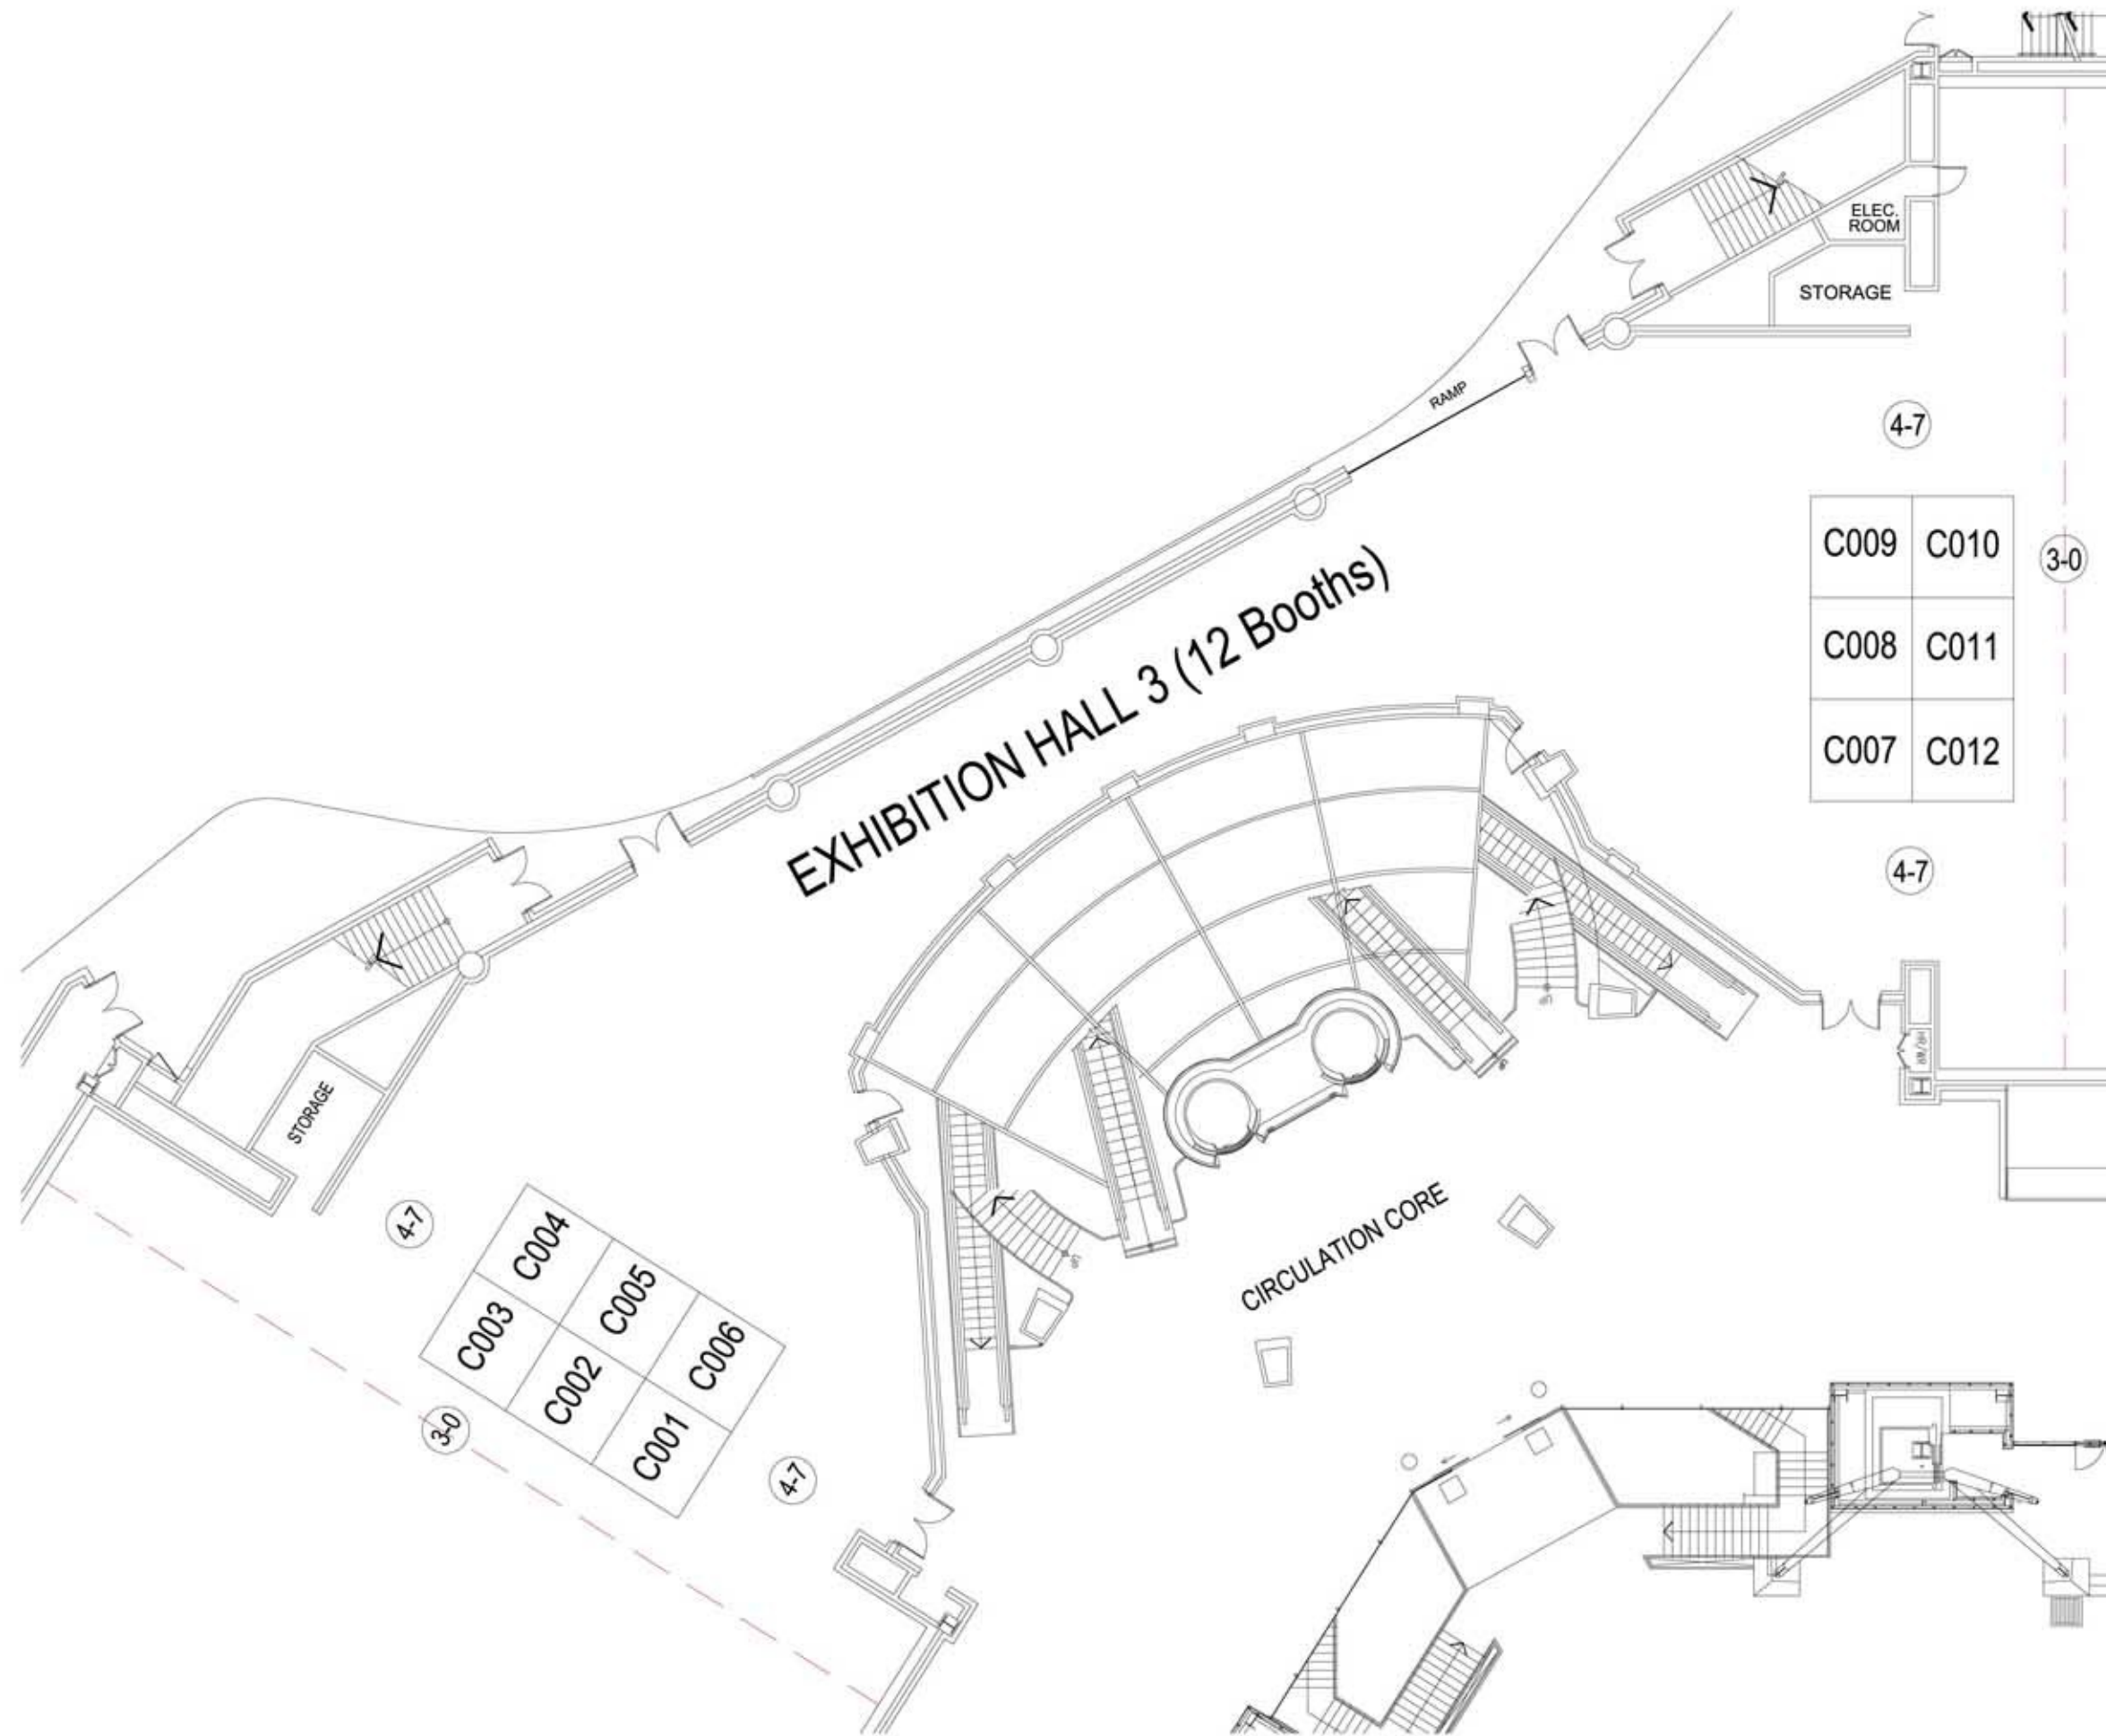 ELEC.
ROOM
STORAGE
RAMP
4-7
C009 C010
3-0
C008 C011
C007 C012
4-7
EXHIBITION HALL 3 (12 Booths)
STORAGE
4-7
C004
C005
C006
C003
C002
C001
3-0
4-7
CIRCULATION CORE